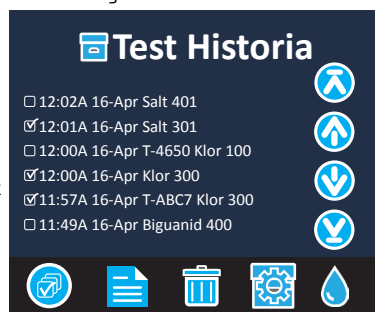 Test Historia
12:02A 16-Apr Salt 401
12:01A 16-Apr Salt 301
12:00A 16-Apr T-4650 Klor 100
12:00A 16-Apr Klor 300
11:57A 16-Apr T-ABC7 Klor 300
11:49A 16-Apr Biguanid 400